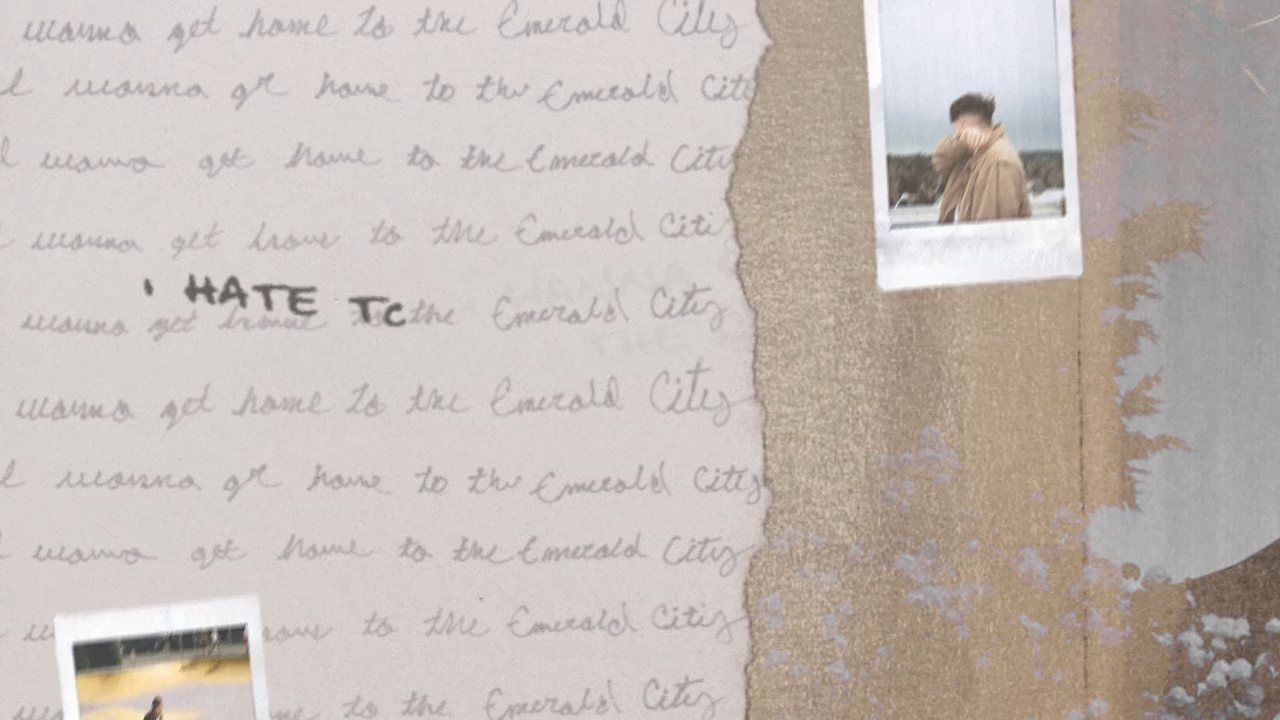 wanna get home to the Emerald City
I wanna get home to the Emerald City
I wanna get home to the Emerald City
I wanna get home to the Emerald City
I HATE TO
wanna get home to the Emerald City
wanna get home to the Emerald City
I wanna get home to the Emerald City
I wanna get home to the Emerald City
home to the Emerald City
to the Emerald City